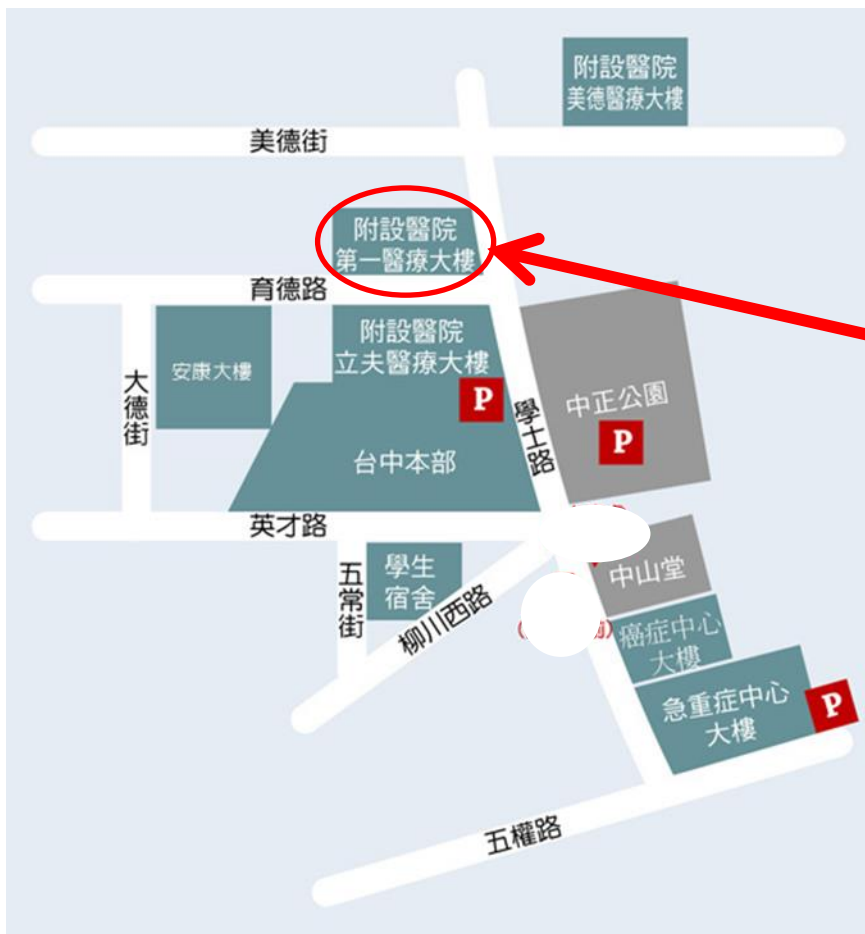 附設醫院
美德醫療大樓
美德街
附設醫院
第一醫療大樓
育德路
附設醫院
立夫醫療大樓
安康大樓
大德街
P
學士路
中正公園
P
台中本部
英才路
五常街
學生
宿舍
柳川西路
中山堂
癌症中心
大樓
急重症中心
大樓
P
五權路